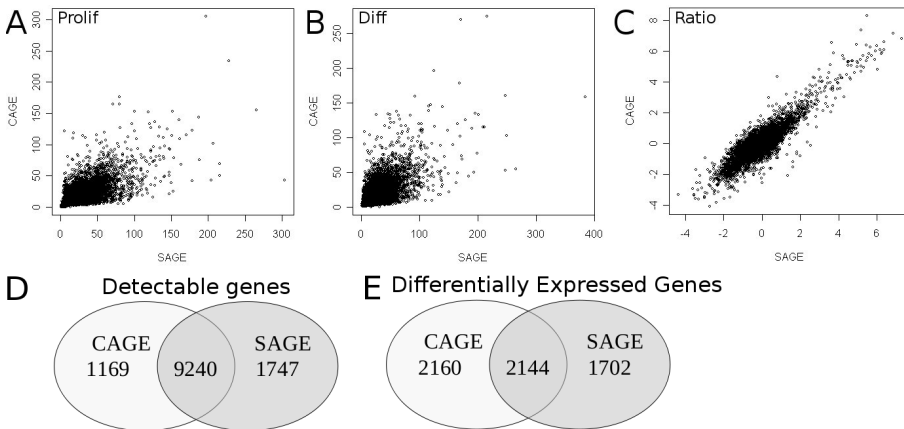 A Prolif
B Diff
C Ratio
CAGE
0 50 100 150 200 250 300
0 50 100 150 200 250 300
SAGE
CAGE
0 50 100 150 200 250
0 100 200 300 400
SAGE
CAGE
-4 -2 0 2 4 6 8
-4 -2 0 2 4 6
SAGE
D Detectable genes
CAGE
1169
9240
SAGE
1747
E Differentially Expressed Genes
CAGE
2160
2144
SAGE
1702